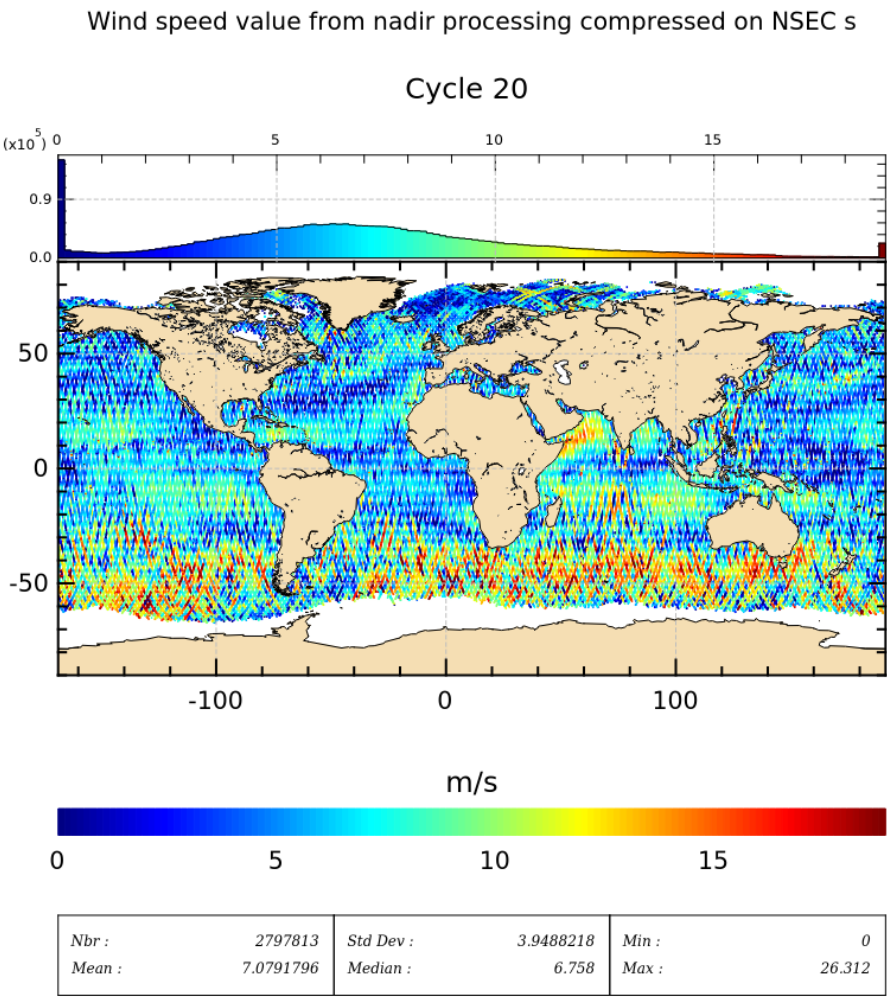 Wind speed value from nadir processing compressed on NSEC s
Cycle 20
(x10^5) 0 5 10 15
0.9
0.0
50
0
-50
-100 0 100
m/s
0 5 10 15
Nbr : 2797813 Std Dev : 3.9488218 Min : 0
Mean : 7.0791796 Median : 6.758 Max : 26.312